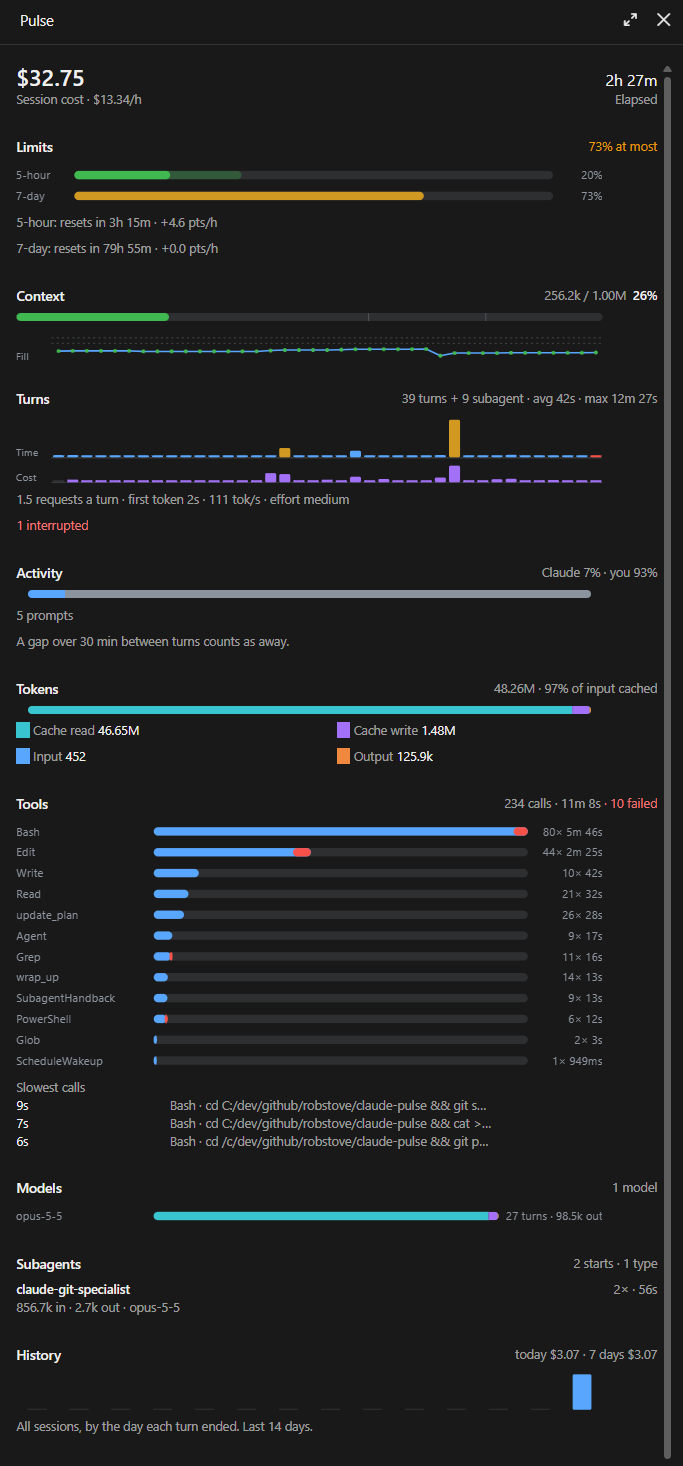 Pulse
$32.75
2h 27m
Session cost · $13.34/h
Elapsed
Limits
73% at most
5-hour
20%
7-day
73%
5-hour: resets in 3h 15m · +4.6 pts/h
7-day: resets in 79h 55m · +0.0 pts/h
Context
256.2k / 1.00M 26%
Fill
Turns
39 turns + 9 subagent · avg 42s · max 12m 27s
Time
Cost
1.5 requests a turn · first token 2s · 111 tok/s · effort medium
1 interrupted
Activity
Claude 7% · you 93%
5 prompts
A gap over 30 min between turns counts as away.
Tokens
48.26M · 97% of input cached
Cache read 46.65M
Cache write 1.48M
Input 452
Output 125.9k
Tools
234 calls · 11m 8s · 10 failed
Bash
80× 5m 46s
Edit
44× 2m 25s
Write
10× 42s
Read
21× 32s
update_plan
26× 28s
Agent
9× 17s
Grep
11× 16s
wrap_up
14× 13s
SubagentHandback
9× 13s
PowerShell
6× 12s
Glob
2× 3s
ScheduleWakeup
1× 949ms
Slowest calls
9s
Bash · cd C:/dev/github/robstove/claude-pulse && git s...
7s
Bash · cd C:/dev/github/robstove/claude-pulse && cat >...
6s
Bash · cd /c/dev/github/robstove/claude-pulse && git p...
Models
1 model
opus-5-5
27 turns · 98.5k out
Subagents
2 starts · 1 type
claude-git-specialist
2× · 56s
856.7k in · 2.7k out · opus-5-5
History
today $3.07 · 7 days $3.07
All sessions, by the day each turn ended. Last 14 days.